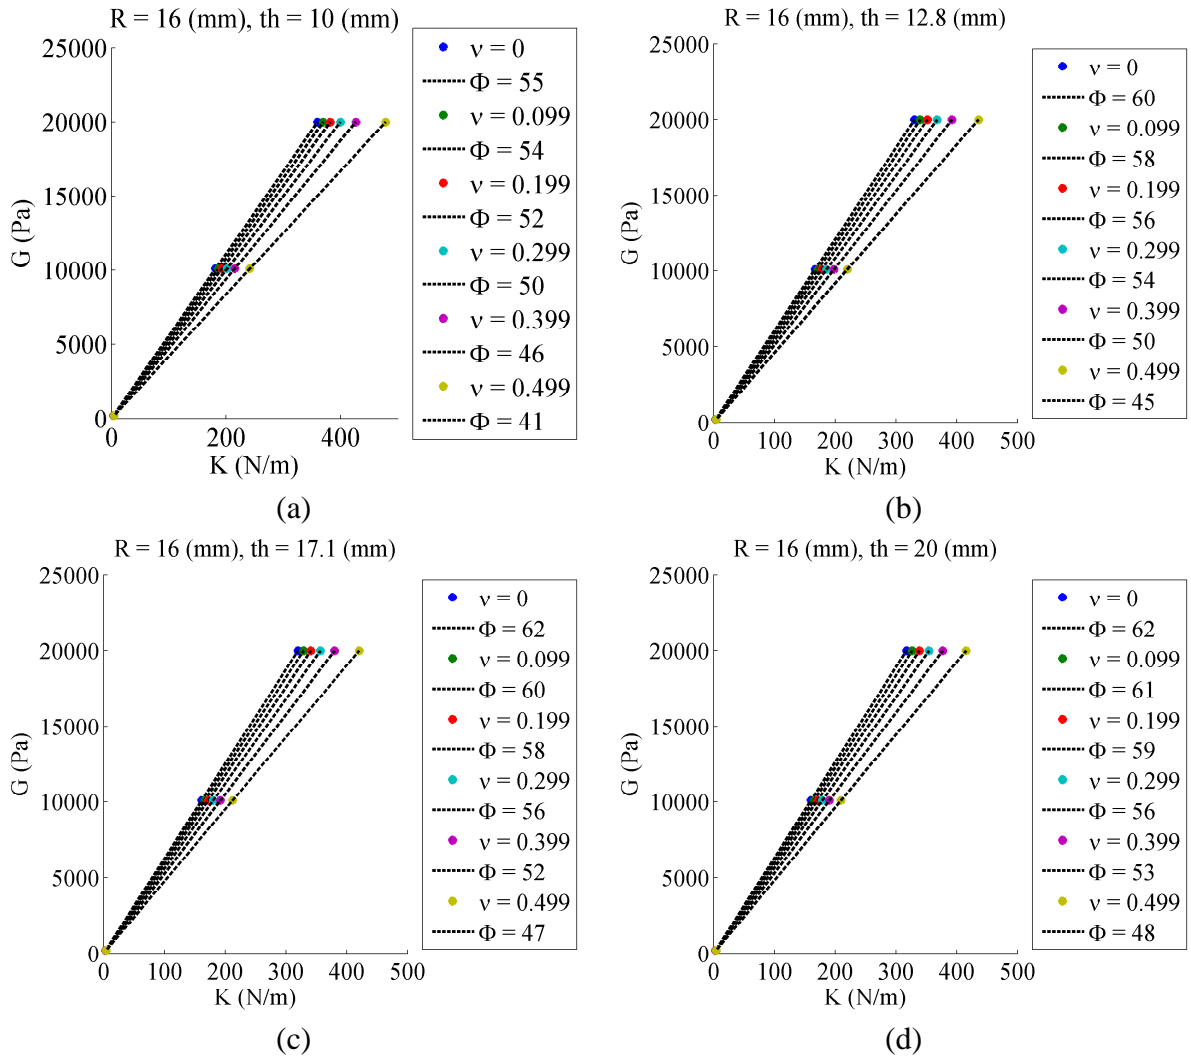 R = 16 (mm), th = 10 (mm)
25000
20000
15000
10000
5000
0
0
200
400
G (Pa)
K (N/m)
ν = 0
Φ = 55
ν = 0.099
Φ = 54
ν = 0.199
Φ = 52
ν = 0.299
Φ = 50
ν = 0.399
Φ = 46
ν = 0.499
Φ = 41
(a)
R = 16 (mm), th = 12.8 (mm)
25000
20000
15000
10000
5000
0
0
100
200
300
400
500
G (Pa)
K (N/m)
ν = 0
Φ = 60
ν = 0.099
Φ = 58
ν = 0.199
Φ = 56
ν = 0.299
Φ = 54
ν = 0.399
Φ = 50
ν = 0.499
Φ = 45
(b)
R = 16 (mm), th = 17.1 (mm)
25000
20000
15000
10000
5000
0
0
100
200
300
400
500
G (Pa)
K (N/m)
ν = 0
Φ = 62
ν = 0.099
Φ = 60
ν = 0.199
Φ = 58
ν = 0.299
Φ = 56
ν = 0.399
Φ = 52
ν = 0.499
Φ = 47
(c)
R = 16 (mm), th = 20 (mm)
25000
20000
15000
10000
5000
0
0
100
200
300
400
500
G (Pa)
K (N/m)
ν = 0
Φ = 62
ν = 0.099
Φ = 61
ν = 0.199
Φ = 59
ν = 0.299
Φ = 56
ν = 0.399
Φ = 53
ν = 0.499
Φ = 48
(d)